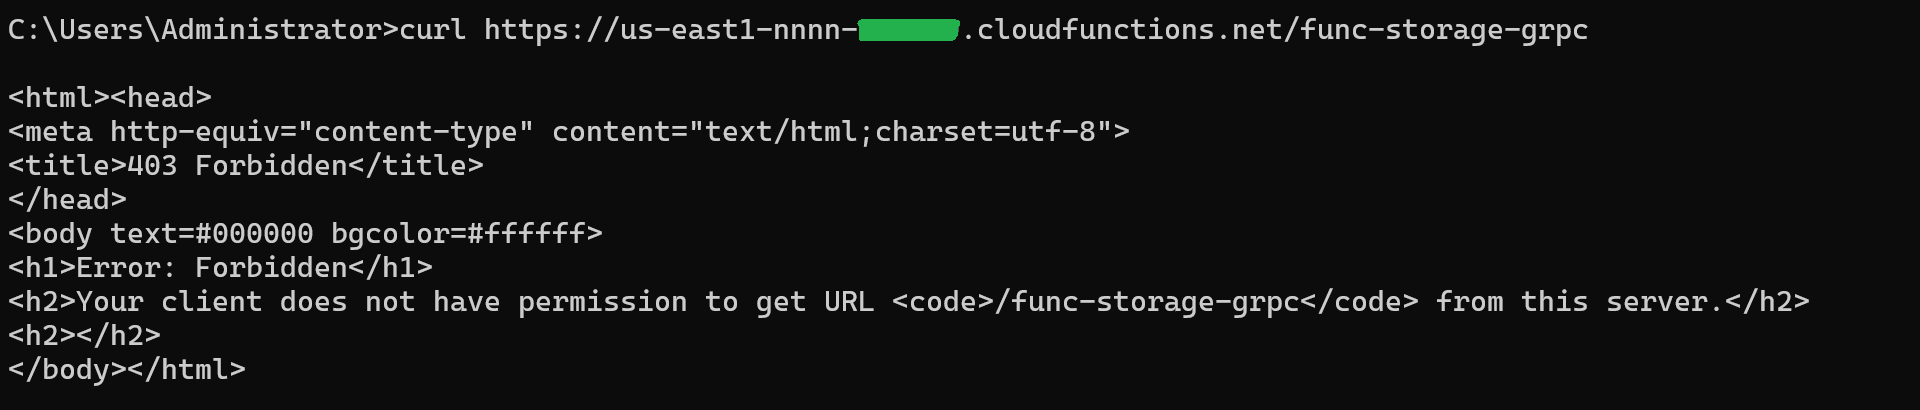 C:\Users\Administrator>curl https://us-east1-nnnn-.cloudfunctions.net/func-storage-grpc
<html><head>
<meta http-equiv="content-type" content="text/html;charset=utf-8">
<title>403 Forbidden</title>
</head>
<body text=#000000 bgcolor=#ffffff>
<h1>Error: Forbidden</h1>
<h2>Your client does not have permission to get URL <code>/func-storage-grpc</code> from this server.</h2>
<h2></h2>
</body></html>